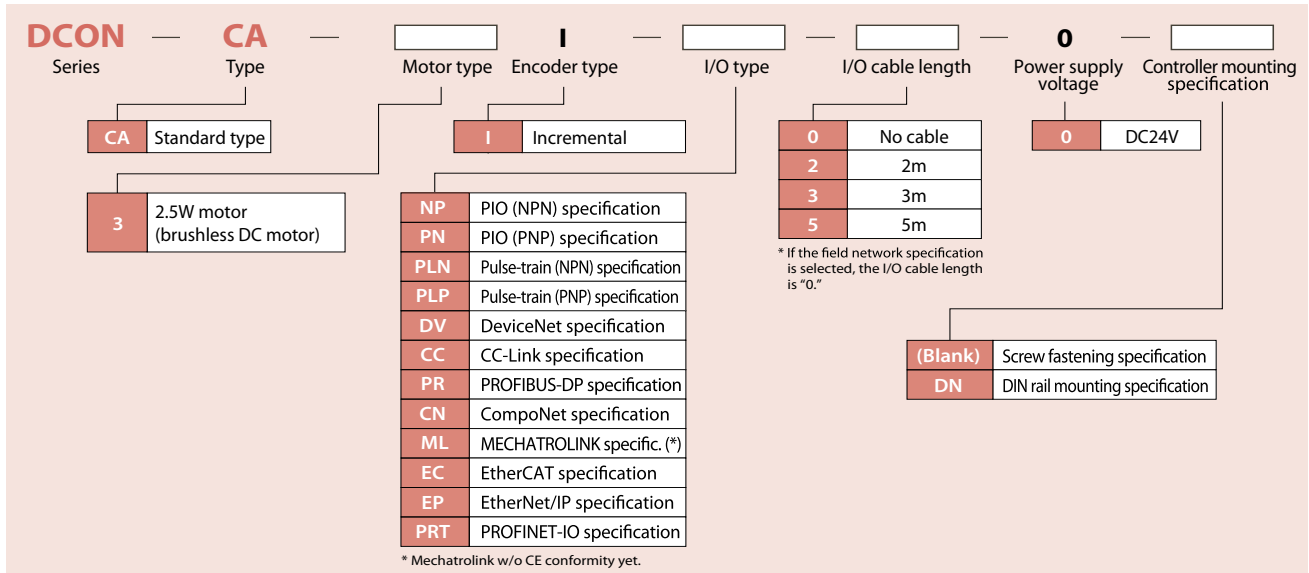 DCON — CA — I — — — 0 —
Series Type Motor type Encoder type I/O type I/O cable length Power supply voltage Controller mounting specification
CA Standard type
3 2.5W motor
(brushless DC motor)
I Incremental
NP PIO (NPN) specification
PN PIO (PNP) specification
PLN Pulse-train (NPN) specification
PLP Pulse-train (PNP) specification
DV DeviceNet specification
CC CC-Link specification
PR PROFIBUS-DP specification
CN CompoNet specification
ML MECHATROLINK specific. (*)
EC EtherCAT specification
EP EtherNet/IP specification
PRT PROFINET-IO specification
* Mechatrolink w/o CE conformity yet.
0 No cable
2 2m
3 3m
5 5m
* If the field network specification
is selected, the I/O cable length
is “0.”
0 DC24V
(Blank) Screw fastening specification
DN DIN rail mounting specification